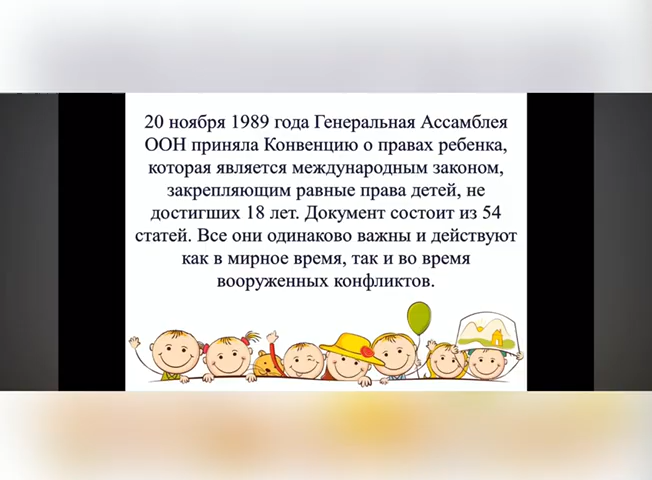 20 ноября 1989 года Генеральная Ассамблея
ООН приняла Конвенцию о правах ребенка,
которая является международным законом,
закрепляющим равные права детей, не
достигших 18 лет. Документ состоит из 54
статей. Все они одинаково важны и действуют
как в мирное время, так и во время
вооруженных конфликтов.